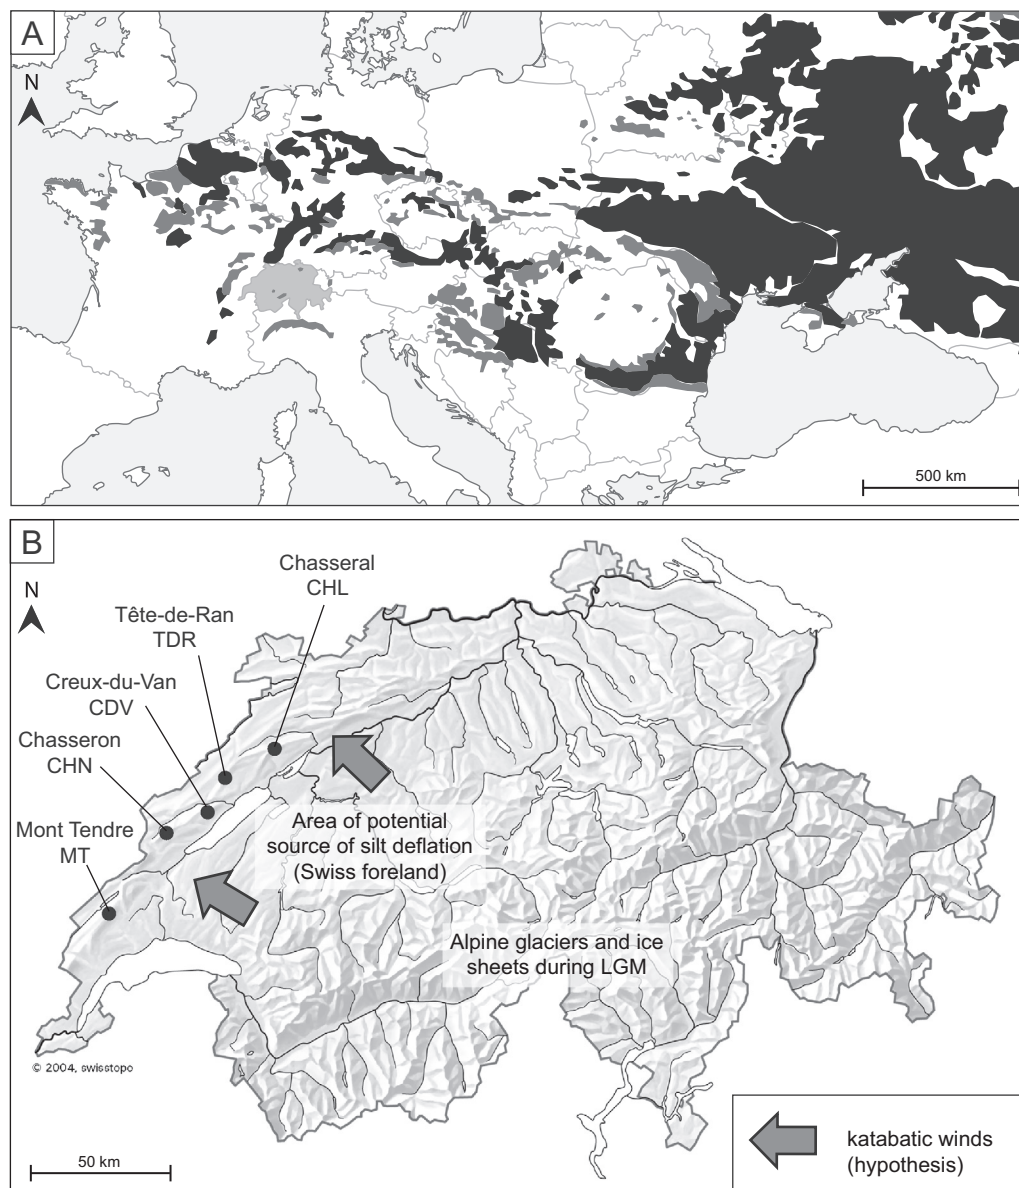 A
N
500 km
B
N
Chasseral
CHL
Tête-de-Ran
TDR
Creux-du-Van
CDV
Chasseron
CHN
Mont Tendre
MT
Area of potential
source of silt deflation
(Swiss foreland)
Alpine glaciers and ice
sheets during LGM
© 2004, swisstopo
50 km
katabatic winds
(hypothesis)